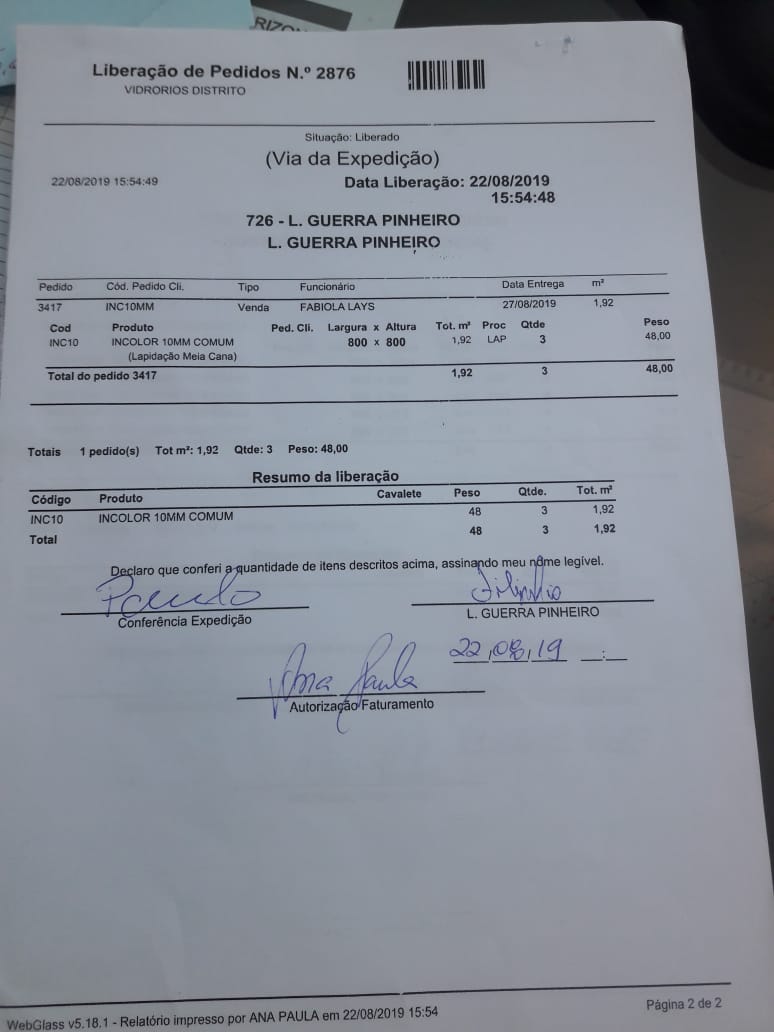 RIZON
Liberação de Pedidos N.º 2876
VIDRORIOS DISTRITO
Situação: Liberado
(Via da Expedição)
22/08/2019 15:54:49
Data Liberação: 22/08/2019
15:54:48
726 - L. GUERRA PINHEIRO
L. GUERRA PINHEIRO
Pedido Cód. Pedido Cli. Tipo Funcionário Data Entrega m²
3417 INC10MM Venda FABIOLA LAYS 27/08/2019 1,92
Cod Produto Ped. Cli. Largura x Altura Tot. m² Proc Qtde Peso
INC10 INCOLOR 10MM COMUM 800 x 800 1,92 LAP 3 48,00
(Lapidação Meia Cana)
Total do pedido 3417 1,92 3 48,00
Totais 1 pedido(s) Tot m²: 1,92 Qtde: 3 Peso: 48,00
Resumo da liberação
Código Produto Cavalete Peso Qtde. Tot. m²
INC10 INCOLOR 10MM COMUM 48 3 1,92
Total 48 3 1,92
Declaro que conferi a quantidade de itens descritos acima, assinando meu nome legível.
Paulo
Conferência Expedição L. GUERRA PINHEIRO
22,08,19 __:__
Ana Paula
Autorização Faturamento
WebGlass v5.18.1 - Relatório impresso por ANA PAULA em 22/08/2019 15:54 Página 2 de 2